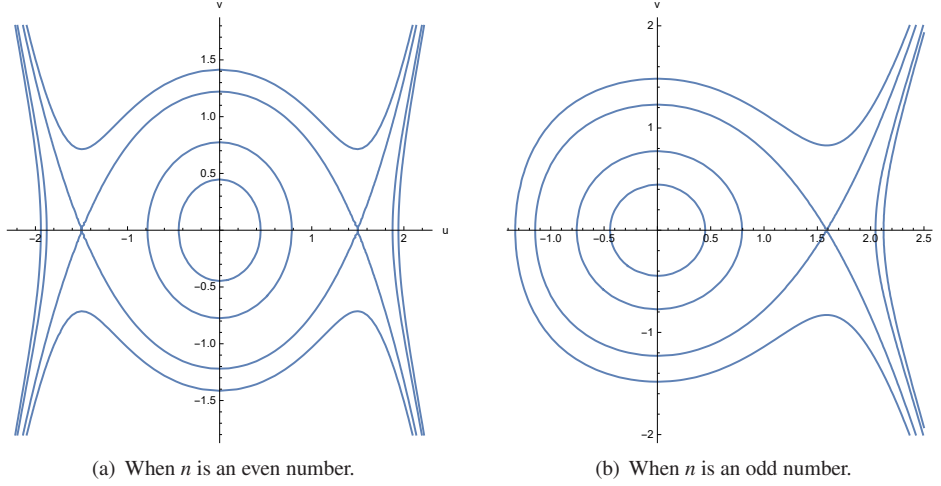 v
1.5
1.0
0.5
-2 -1 1 2 u
-0.5
-1.0
-1.5
(a) When n is an even number.
v
2
1
-1.0 -0.5 0.5 1.0 1.5 2.0 2.5 u
-1
-2
(b) When n is an odd number.